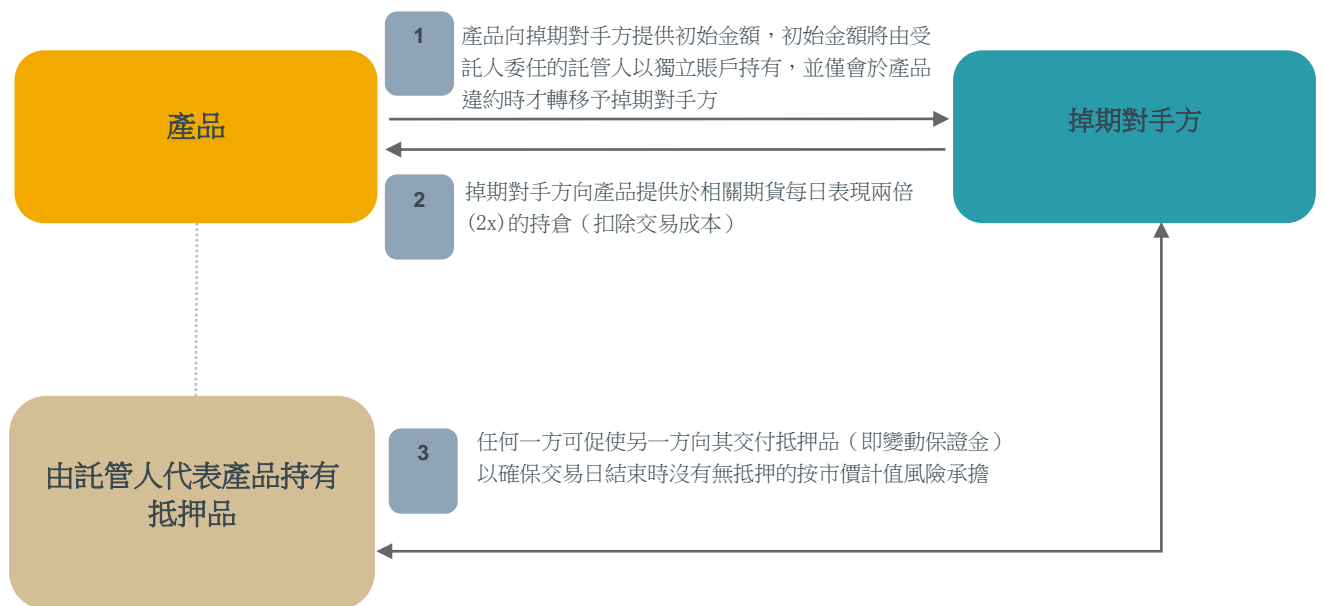 1
產品向掉期對手方提供初始金額，初始金額將由受
託人委任的託管人以獨立賬戶持有，並僅會於產品
違約時才轉移予掉期對手方
產品
掉期對手方
2
掉期對手方向產品提供於相關期貨每日表現兩倍
(2x)的持倉（扣除交易成本）
3
任何一方可促使另一方向其交付抵押品（即變動保證金）
以確保交易日結束時沒有無抵押的按市價計值風險承擔
由託管人代表產品持有
抵押品